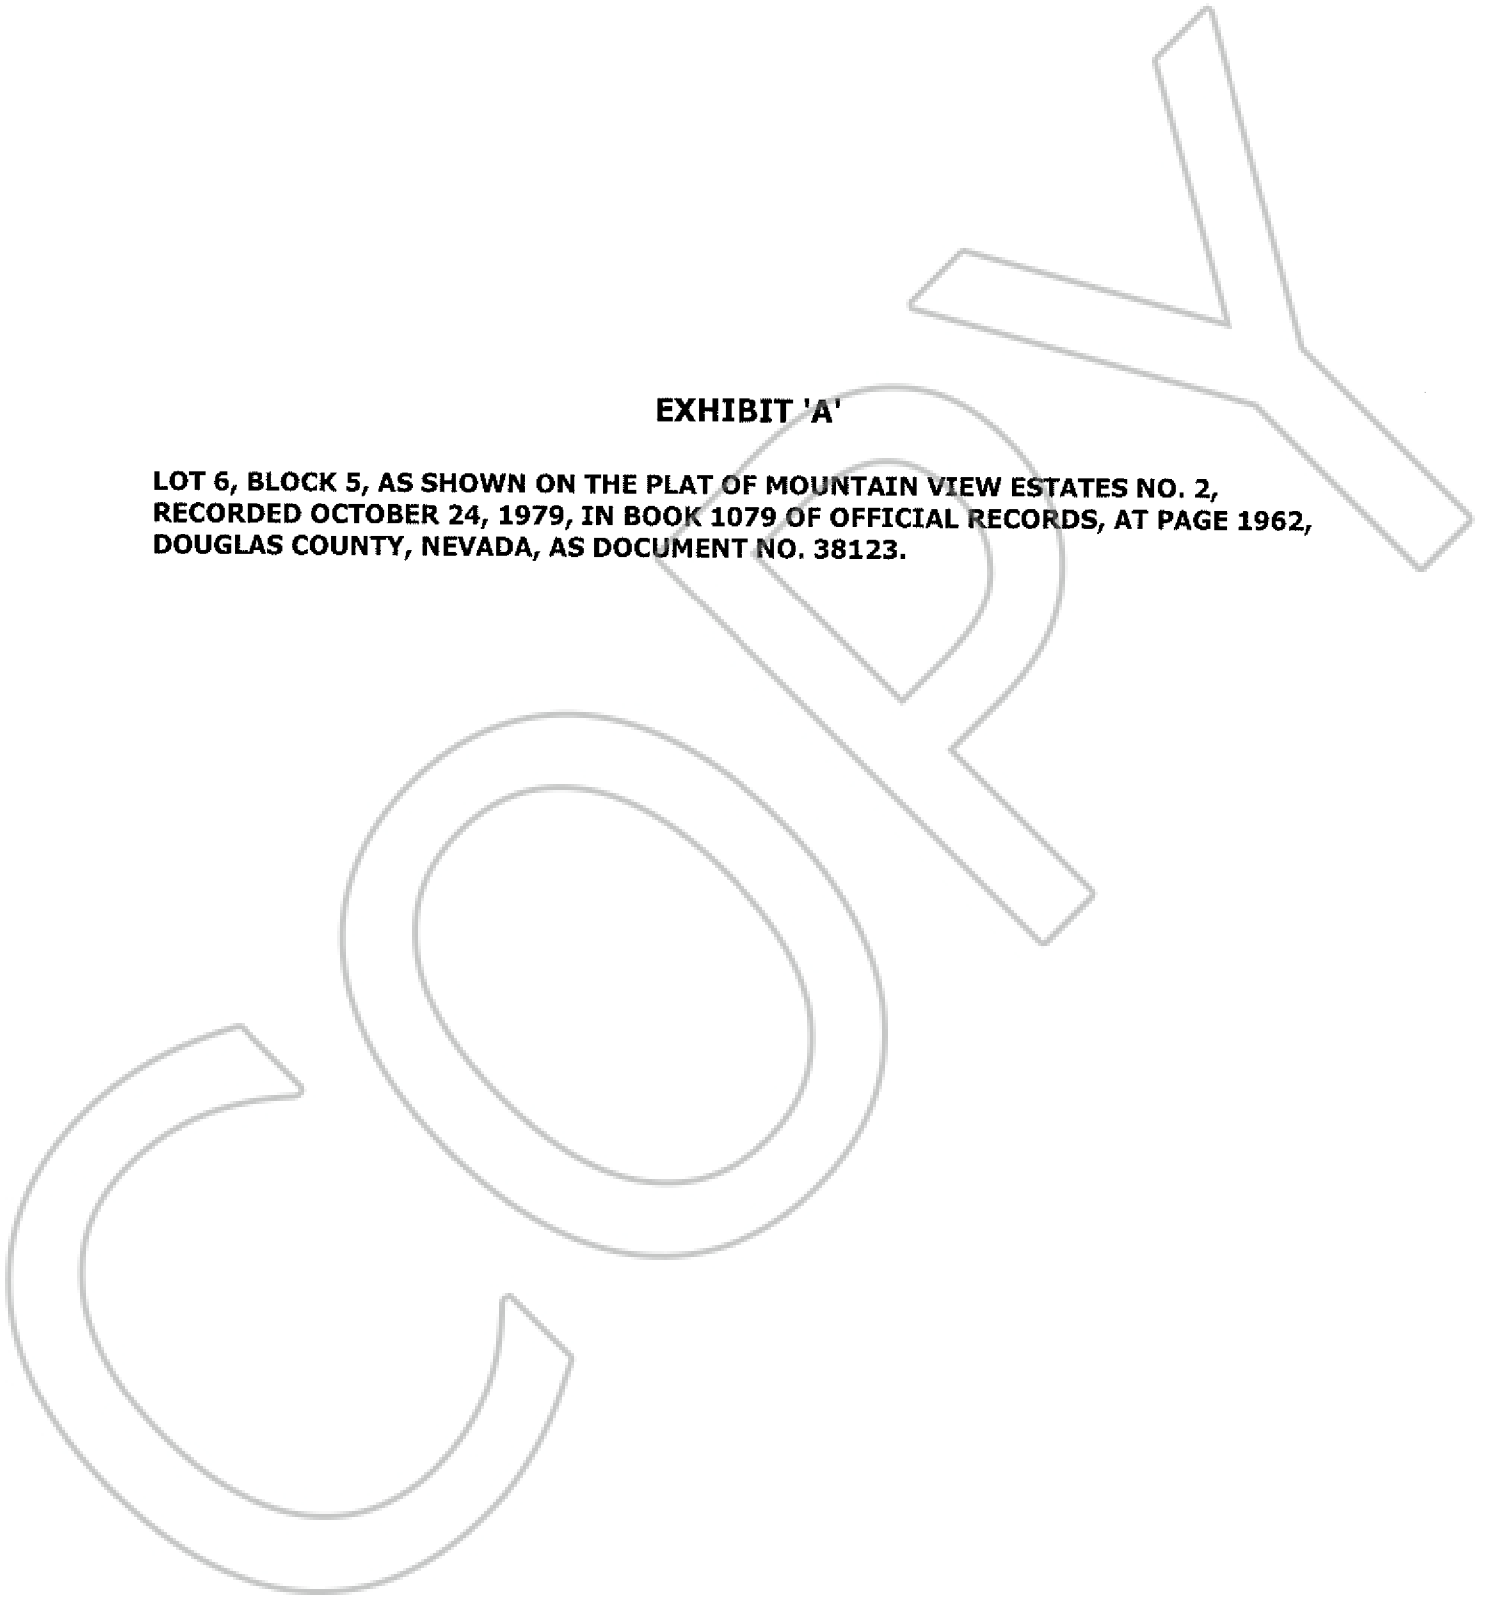 EXHIBIT 'A'
LOT 6, BLOCK 5, AS SHOWN ON THE PLAT OF MOUNTAIN VIEW ESTATES NO. 2,
RECORDED OCTOBER 24, 1979, IN BOOK 1079 OF OFFICIAL RECORDS, AT PAGE 1962,
DOUGLAS COUNTY, NEVADA, AS DOCUMENT NO. 38123.
COPY